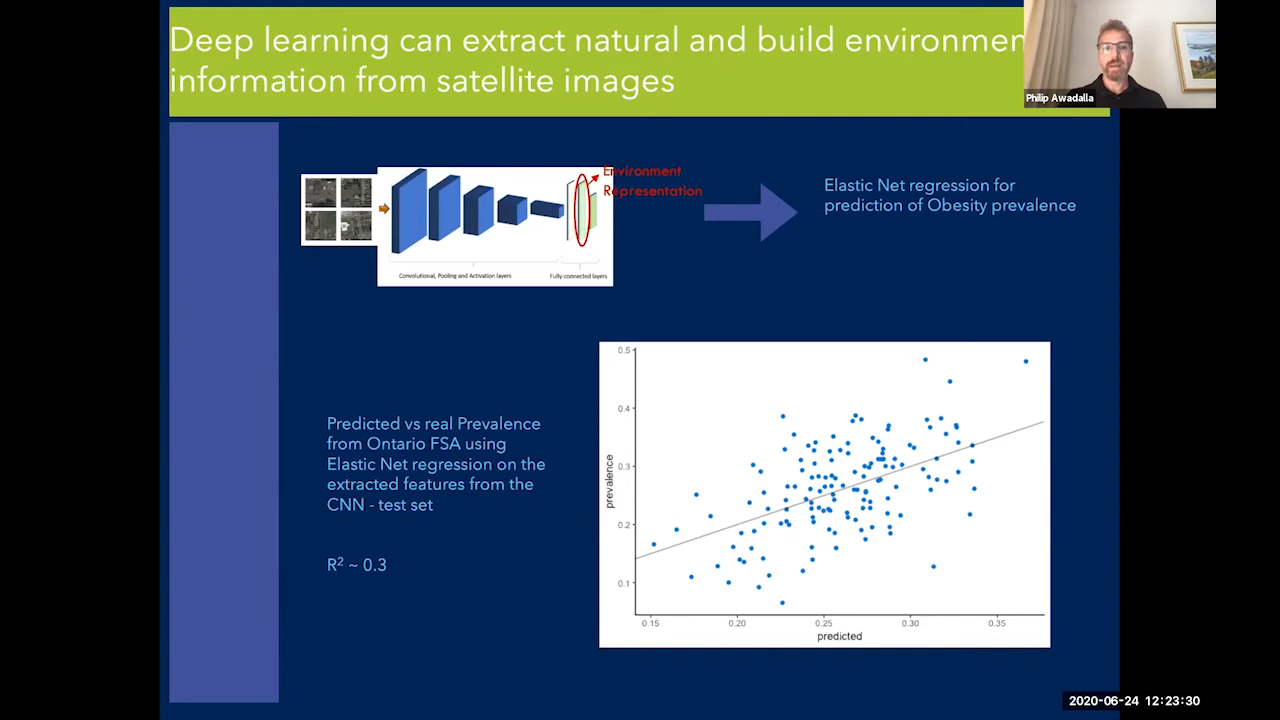 Deep learning can extract natural and build environmen
information from satellite images
Philip Awadalla
Environment
Representation
Convolutional, Pooling and Activation layers
Fully-connected layers
Elastic Net regression for
prediction of Obesity prevalence
Predicted vs real Prevalence
from Ontario FSA using
Elastic Net regression on the
extracted features from the
CNN - test set
R² ~ 0.3
prevalence
0.5
0.4
0.3
0.2
0.1
0.15 0.20 0.25 0.30 0.35
predicted
2020-06-24 12:23:30